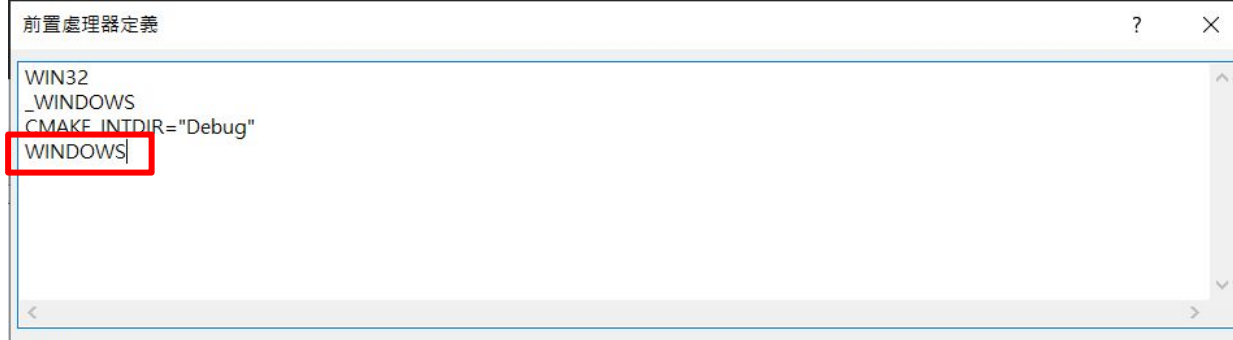 前置處理器定義
WIN32
_WINDOWS
CMAKE_INTDIR="Debug"
WINDOWS